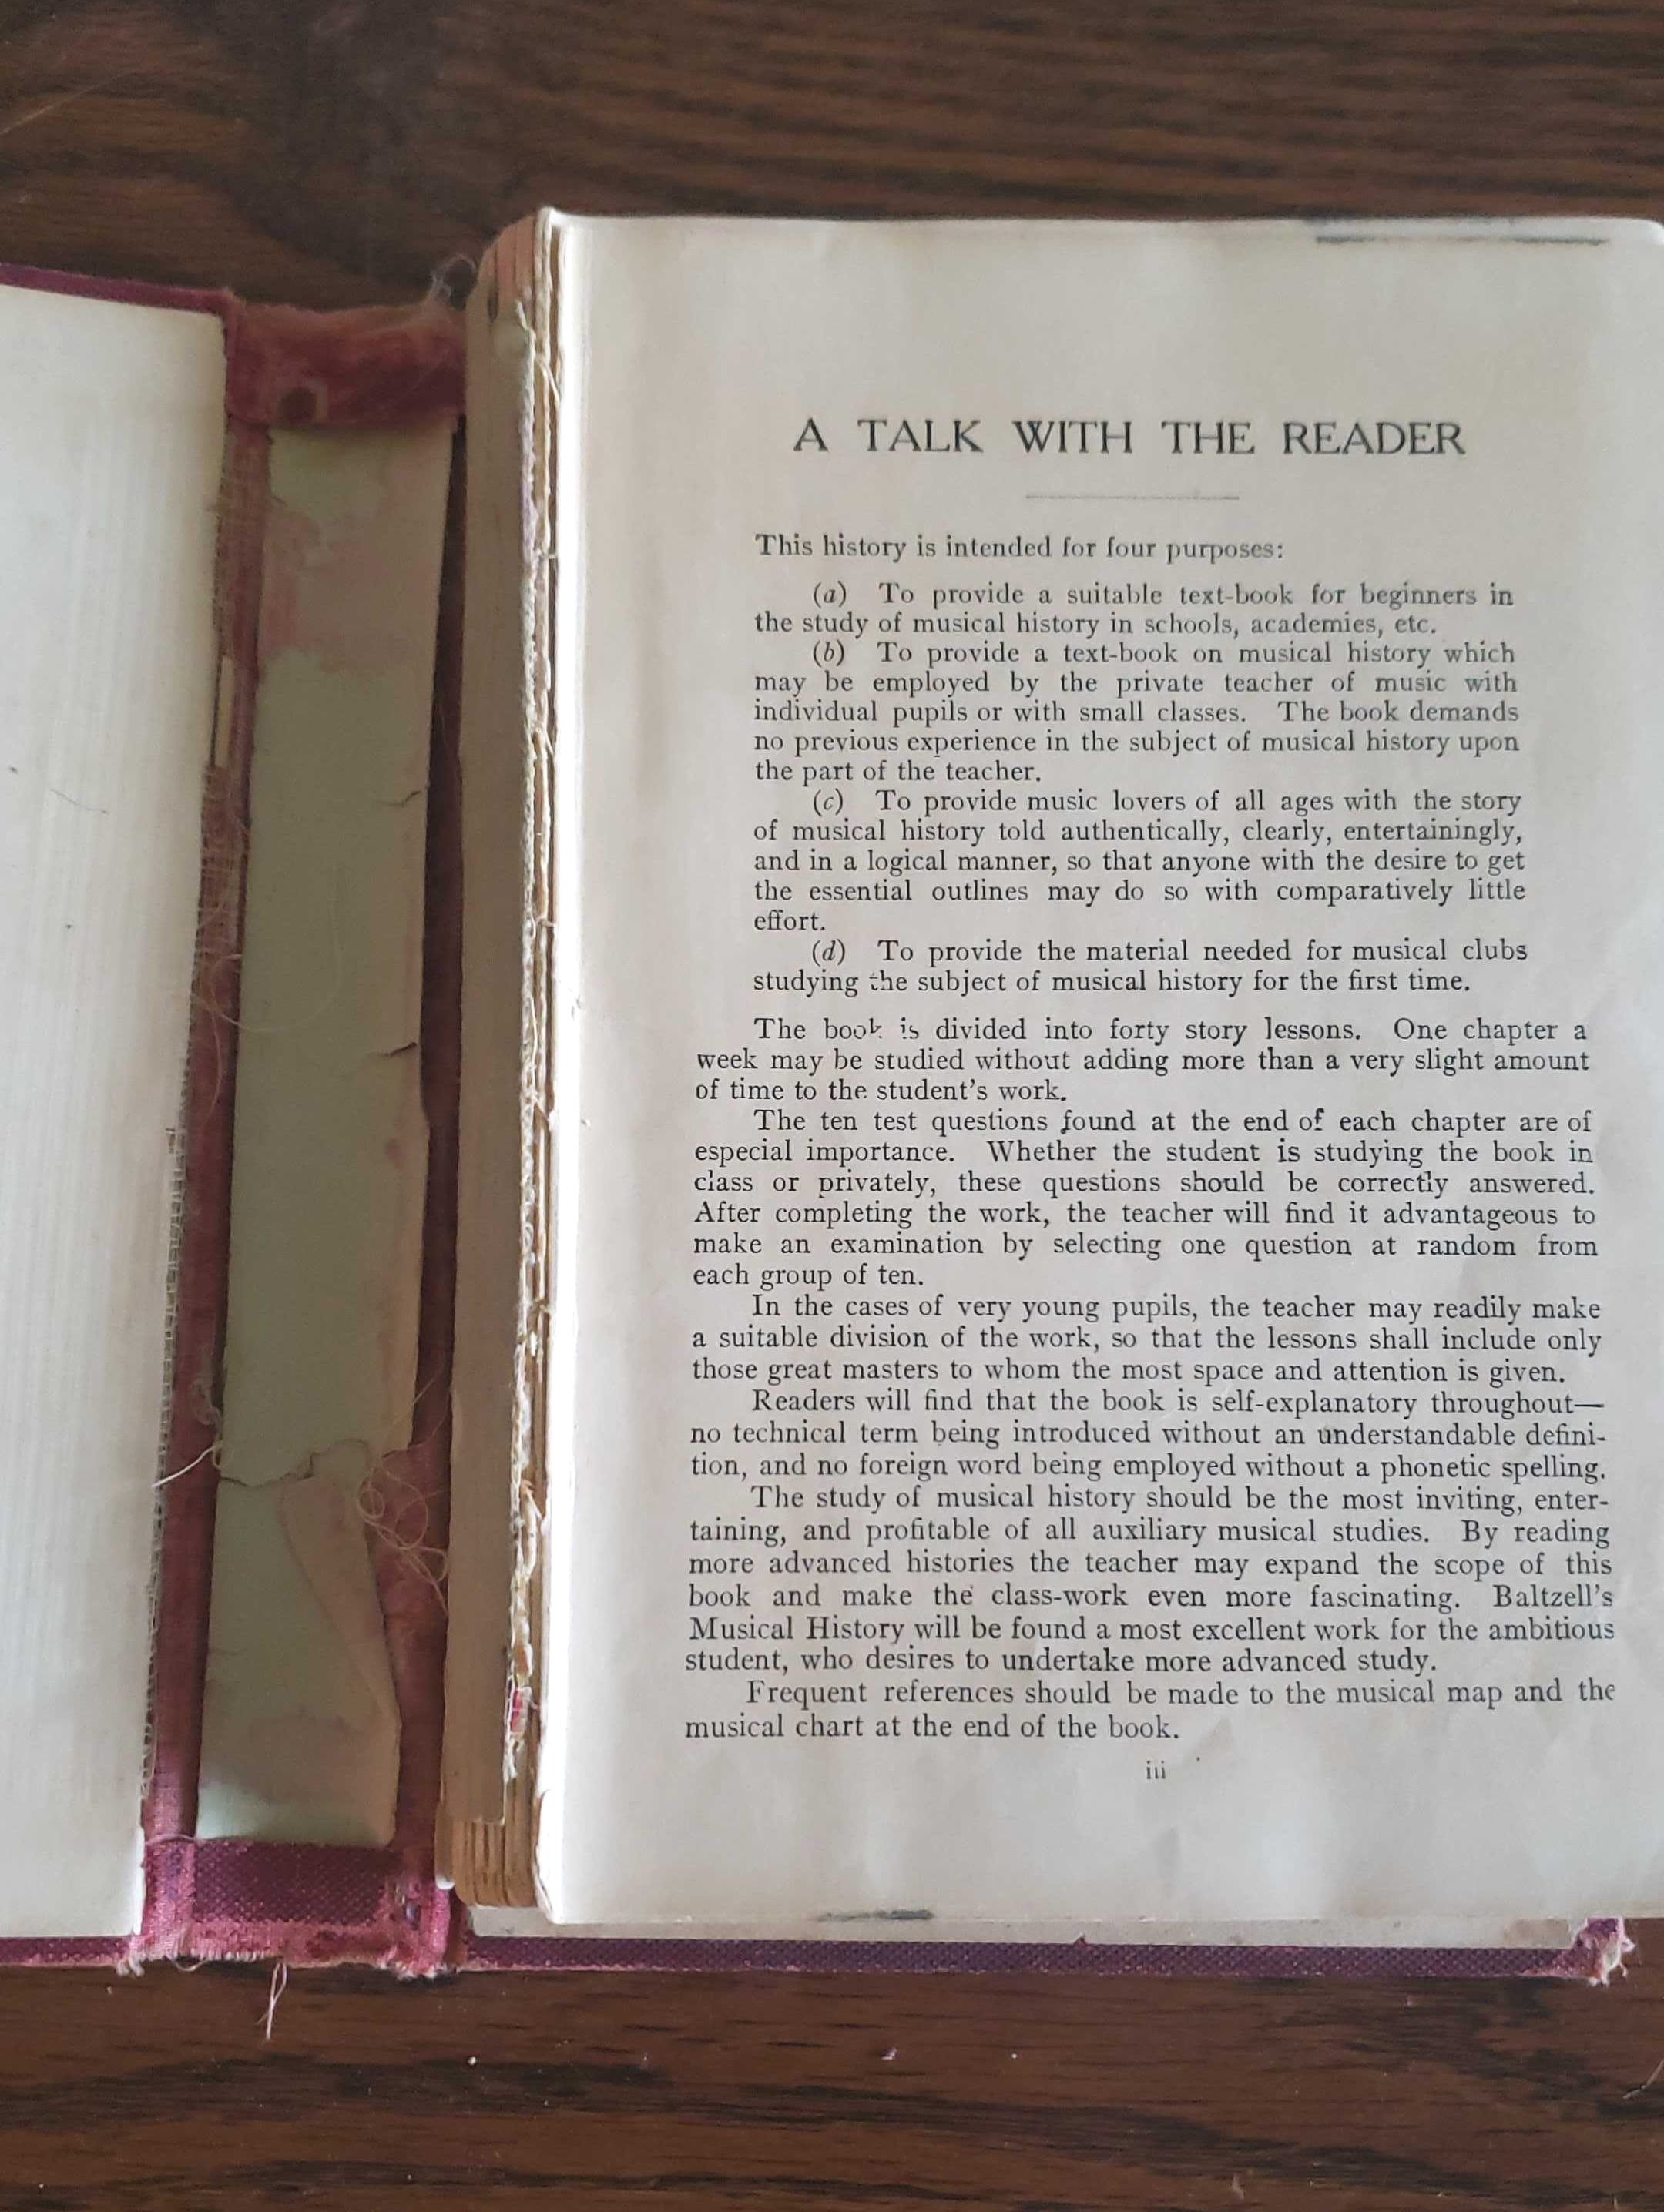 A TALK WITH THE READER
This history is intended for four purposes:
(a) To provide a suitable text-book for beginners in
the study of musical history in schools, academies, etc.
(b) To provide a text-book on musical history which
may be employed by the private teacher of music with
individual pupils or with small classes. The book demands
no previous experience in the subject of musical history upon
the part of the teacher.
(c) To provide music lovers of all ages with the story
of musical history told authentically, clearly, entertainingly,
and in a logical manner, so that anyone with the desire to get
the essential outlines may do so with comparatively little
effort.
(d) To provide the material needed for musical clubs
studying the subject of musical history for the first time.
The book is divided into forty story lessons. One chapter a
week may be studied without adding more than a very slight amount
of time to the student's work.
The ten test questions found at the end of each chapter are of
especial importance. Whether the student is studying the book in
class or privately, these questions should be correctly answered.
After completing the work, the teacher will find it advantageous to
make an examination by selecting one question at random from
each group of ten.
In the cases of very young pupils, the teacher may readily make
a suitable division of the work, so that the lessons shall include only
those great masters to whom the most space and attention is given.
Readers will find that the book is self-explanatory throughout—
no technical term being introduced without an understandable defini-
tion, and no foreign word being employed without a phonetic spelling.
The study of musical history should be the most inviting, enter-
taining, and profitable of all auxiliary musical studies. By reading
more advanced histories the teacher may expand the scope of this
book and make the class-work even more fascinating. Baltzell's
Musical History will be found a most excellent work for the ambitious
student, who desires to undertake more advanced study.
Frequent references should be made to the musical map and the
musical chart at the end of the book.
iii